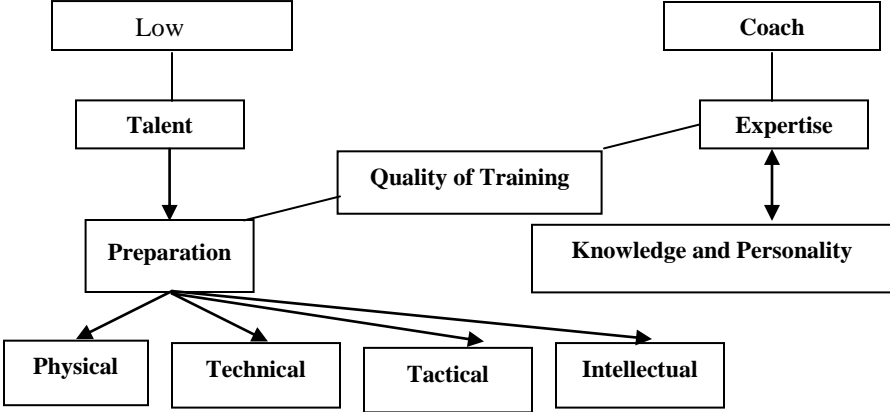 Low
Coach
Talent
Expertise
Quality of Training
Preparation
Knowledge and Personality
Physical
Technical
Tactical
Intellectual